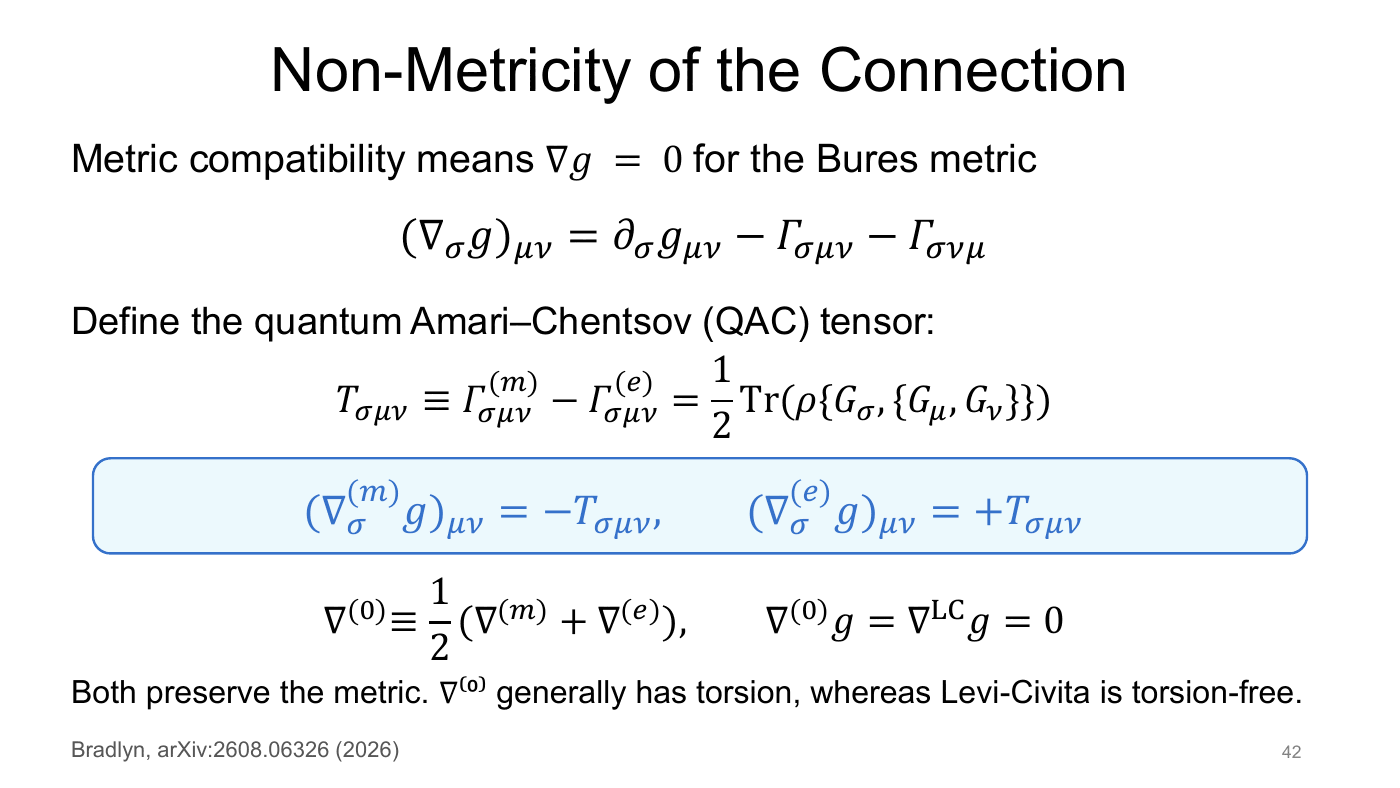 Non-Metricity of the Connection
Metric compatibility means ∇𝑔 = 0 for the Bures metric
(∇_σ 𝑔)_μν = ∂_σ 𝑔_μν − Γ_σμν − Γ_σνμ
Define the quantum Amari–Chentsov (QAC) tensor:
T_σμν ≡ Γ^(m)_σμν − Γ^(e)_σμν = 1/2 Tr(ρ{G_σ, {G_μ, G_ν}})
(∇^(m)_σ 𝑔)_μν = −T_σμν, (∇^(e)_σ 𝑔)_μν = +T_σμν
∇^(0) ≡ 1/2 (∇^(m) + ∇^(e)), ∇^(0)𝑔 = ∇^LC 𝑔 = 0
Both preserve the metric. ∇⁽⁰⁾ generally has torsion, whereas Levi-Civita is torsion-free.
Bradlyn, arXiv:2608.06326 (2026)
42